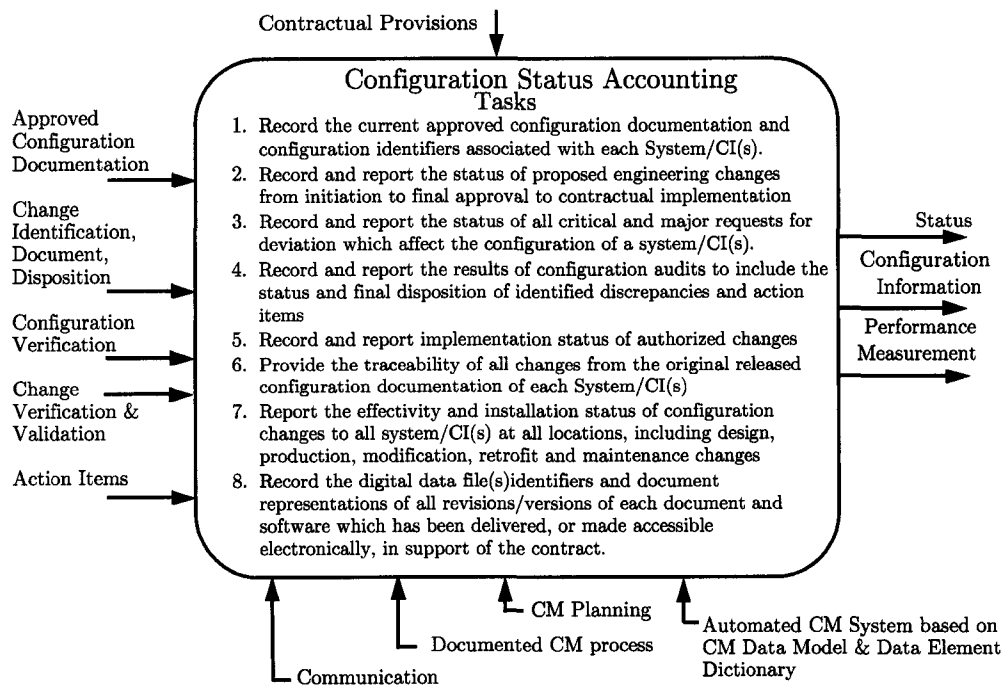 Contractual Provisions
Configuration Status Accounting
Tasks
Approved
Configuration
Documentation
Change
Identification,
Document,
Disposition
Configuration
Verification
Change
Verification &
Validation
Action Items
1. Record the current approved configuration documentation and
configuration identifiers associated with each System/CI(s).
2. Record and report the status of proposed engineering changes
from initiation to final approval to contractual implementation
3. Record and report the status of all critical and major requests for
deviation which affect the configuration of a system/CI(s).
4. Record and report the results of configuration audits to include the
status and final disposition of identified discrepancies and action
items
5. Record and report implementation status of authorized changes
6. Provide the traceability of all changes from the original released
configuration documentation of each System/CI(s)
7. Report the effectivity and installation status of configuration
changes to all system/CI(s) at all locations, including design,
production, modification, retrofit and maintenance changes
8. Record the digital data file(s)identifiers and document
representations of all revisions/versions of each document and
software which has been delivered, or made accessible
electronically, in support of the contract.
Status
Configuration
Information
Performance
Measurement
CM Planning
Documented CM process
Communication
Automated CM System based on
CM Data Model & Data Element
Dictionary